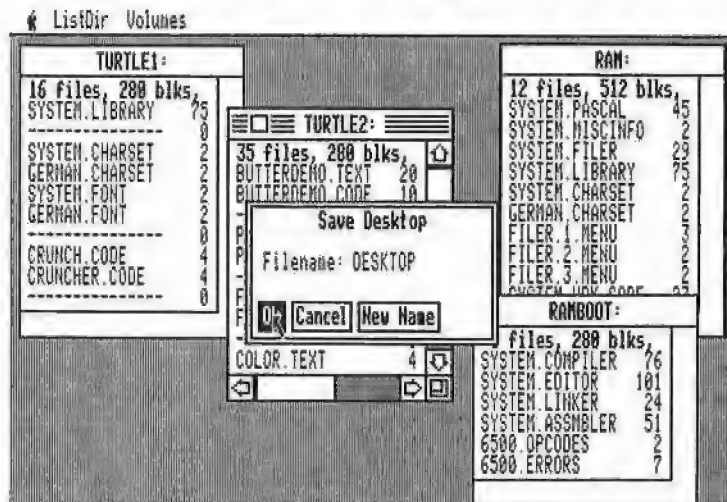 ListDir Volumes
TURTLE1:
16 files, 280 blks,
SYSTEM.LIBRARY 75
---------------- 0
SYSTEM.CHARSET 2
GERMAN.CHARSET 2
SYSTEM.FONT 2
GERMAN.FONT 2
---------------- 0
CRUNCH.CODE 4
CRUNCHER.CODE 4
---------------- 0
TURTLE2:
35 files, 280 blks,
BUTTERDEMO.TEXT 20
BUTTERDEMO.CODE 10
COLOR.TEXT 4
Save Desktop
Filename: DESKTOP
Ok Cancel New Name
RAM:
12 files, 512 blks,
SYSTEM.PASCAL 45
SYSTEM.MISCINFO 2
SYSTEM.FILER 29
SYSTEM.LIBRARY 75
SYSTEM.CHARSET 2
GERMAN.CHARSET 2
FILER.1.MENU 3
FILER.2.MENU 2
FILER.3.MENU 2
RAMBOOT:
files, 280 blks,
SYSTEM.COMPILER 76
SYSTEM.EDITOR 101
SYSTEM.LINKER 24
SYSTEM.ASSMBLER 51
6500.OPCODES 2
6500.ERRORS 7